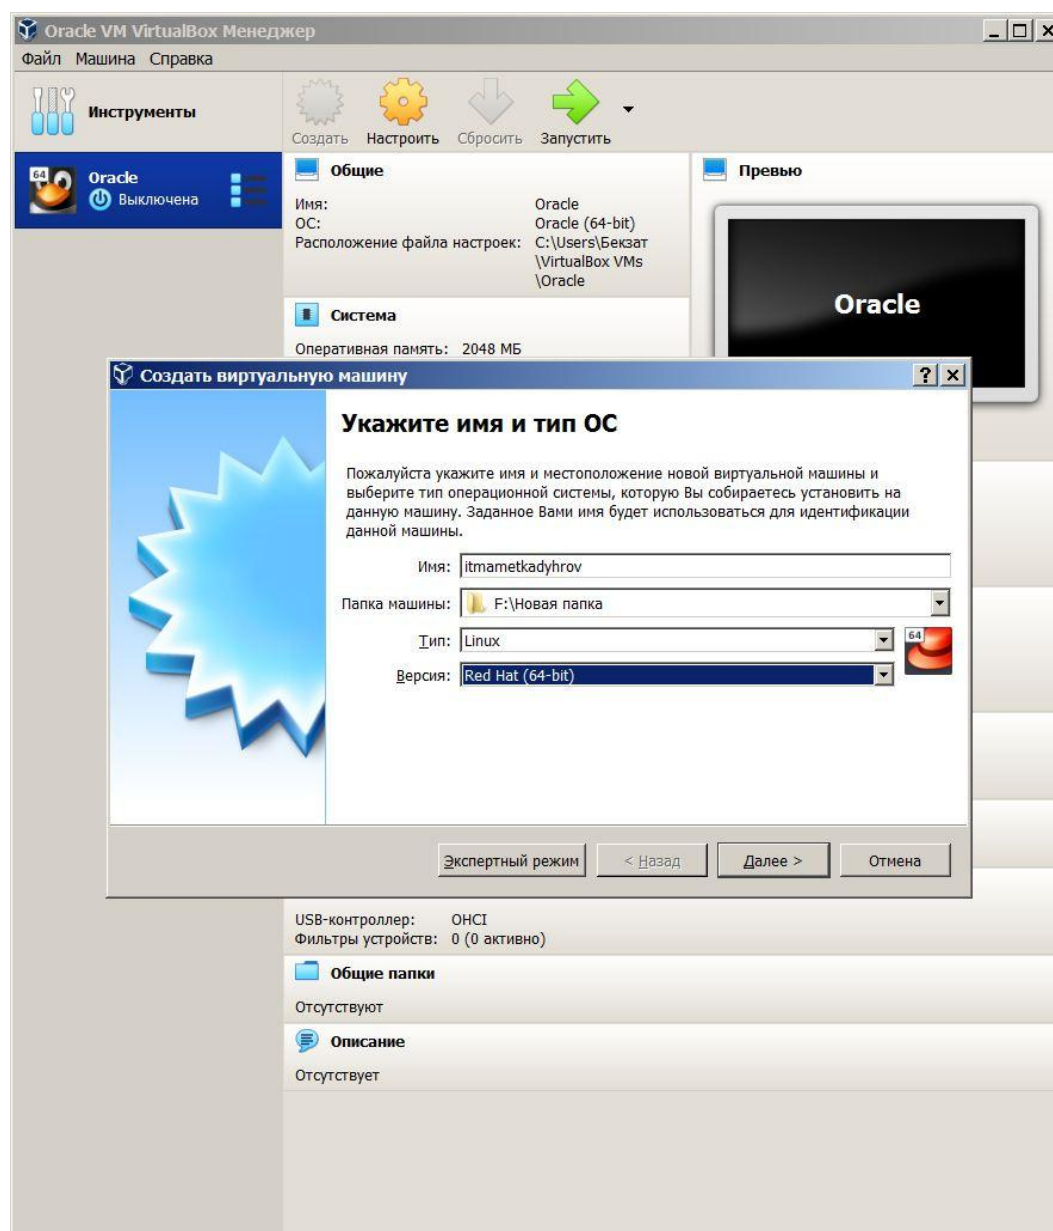 Oracle VM VirtualBox Менеджер
Файл Машина Справка
Инструменты
Создать Настроить Сбросить Запустить
64
Oracle
Выключена
Общие
Имя: Oracle
ОС: Oracle (64-bit)
Расположение файла настроек: C:\Users\Бекзат
\VirtualBox VMs
\Oracle
Превью
Oracle
Система
Оперативная память: 2048 МБ
Создать виртуальную машину
Укажите имя и тип ОС
Пожалуйста укажите имя и местоположение новой виртуальной машины и
выберите тип операционной системы, которую Вы собираетесь установить на
данную машину. Заданное Вами имя будет использоваться для идентификации
данной машины.
Имя: itmametkadyhrov
Папка машины: F:\Новая папка
Тип: Linux
64
Версия: Red Hat (64-bit)
Экспертный режим < Назад Далее > Отмена
USB-контроллер: OHCI
Фильтры устройств: 0 (0 активно)
Общие папки
Отсутствуют
Описание
Отсутствует